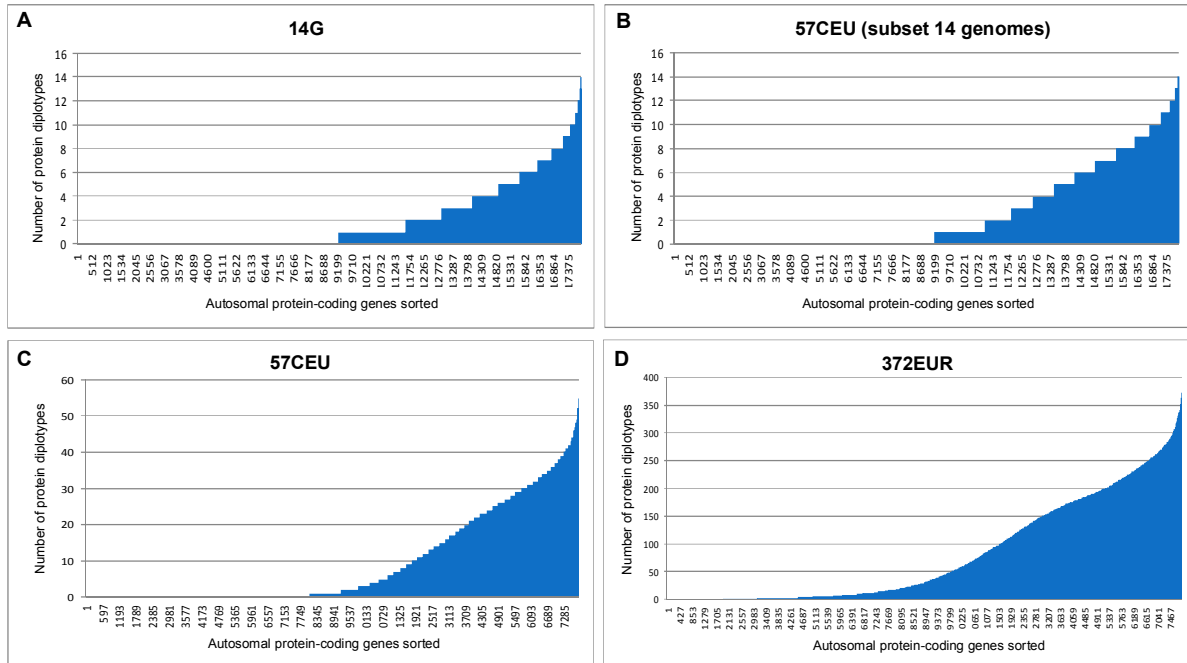 A
14G
Number of protein diplotypes
16
14
12
10
8
6
4
2
0
1 512 1023 1534 2045 2556 3067 3578 4089 4600 5111 5622 6133 6644 7155 7666 8177 8688 9199 9710 10221 10732 11243 11754 12265 12776 13287 13798 14309 14820 15331 15842 16353 16864 17375
Autosomal protein-coding genes sorted
B
57CEU (subset 14 genomes)
Number of protein diplotypes
16
14
12
10
8
6
4
2
0
1 512 1023 1534 2045 2556 3067 3578 4089 4600 5111 5622 6133 6644 7155 7666 8177 8688 9199 9710 10221 10732 11243 11754 12265 12776 13287 13798 14309 14820 15331 15842 16353 16864 17375
Autosomal protein-coding genes sorted
C
57CEU
Number of protein diplotypes
60
50
40
30
20
10
0
1 597 1193 1789 2385 2981 3577 4173 4769 5365 5961 6557 7153 7749 8345 8941 9537 0133 0729 1325 1921 2517 3113 3709 4305 4901 5497 6093 6689 7285
Autosomal protein-coding genes sorted
D
372EUR
Number of protein diplotypes
400
350
300
250
200
150
100
50
0
1 427 853 1279 1705 2131 2557 2983 3409 3835 4261 4687 5113 5539 5965 6391 6817 7243 7669 8095 8521 8947 9373 9799 0225 0651 1077 1503 1929 2355 2781 3207 3633 4059 4485 4911 5337 5763 6189 6615 7041 7467
Autosomal protein-coding genes sorted